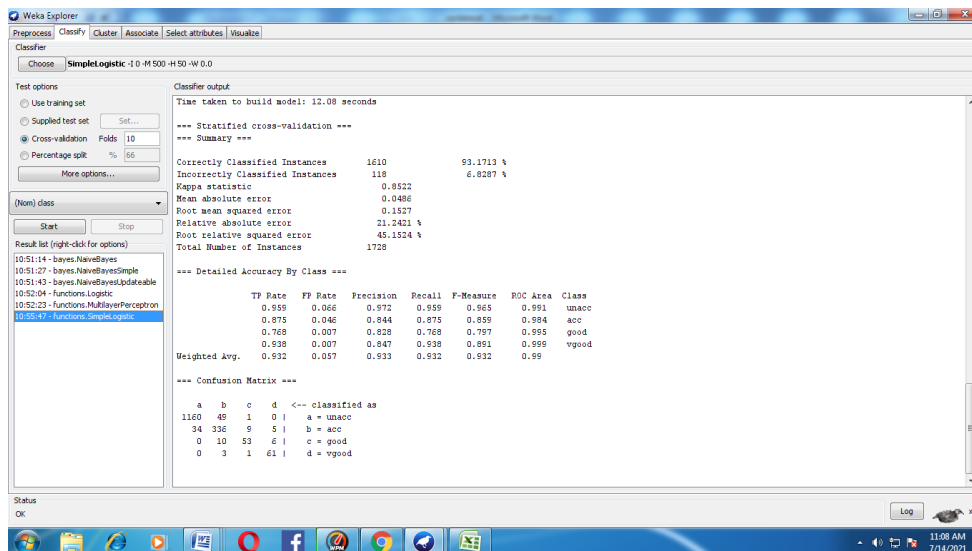 Weka Explorer
Preprocess Classify Cluster Associate Select attributes Visualize
Classifier
Choose SimpleLogistic -I 0 -M 500 -H 50 -W 0.0
Test options
Use training set
Supplied test set Set...
Cross-validation Folds 10
Percentage split % 66
More options...
(Nom) class
Start Stop
Result list (right-click for options)
10:51:14 - bayes.NaiveBayes
10:51:27 - bayes.NaiveBayesSimple
10:51:43 - bayes.NaiveBayesUpdateable
10:52:04 - functions.Logistic
10:52:23 - functions.MultilayerPerceptron
10:55:47 - functions.SimpleLogistic
Classifier output
Time taken to build model: 12.08 seconds
=== Stratified cross-validation ===
=== Summary ===
Correctly Classified Instances 1610 93.1713 %
Incorrectly Classified Instances 118 6.8287 %
Kappa statistic 0.8522
Mean absolute error 0.0486
Root mean squared error 0.1527
Relative absolute error 21.2421 %
Root relative squared error 45.1524 %
Total Number of Instances 1728
=== Detailed Accuracy By Class ===
TP Rate FP Rate Precision Recall F-Measure ROC Area Class
0.959 0.066 0.972 0.959 0.965 0.991 unacc
0.875 0.046 0.844 0.875 0.859 0.984 acc
0.768 0.007 0.828 0.768 0.797 0.995 good
0.938 0.007 0.847 0.938 0.891 0.999 vgood
Weighted Avg. 0.932 0.057 0.933 0.932 0.932 0.99
=== Confusion Matrix ===
a b c d <-- classified as
1160 49 1 0 | a = unacc
34 336 9 5 | b = acc
0 10 53 6 | c = good
0 3 1 61 | d = vgood
Status
OK
Log
x 0
11:08 AM
7/14/2021